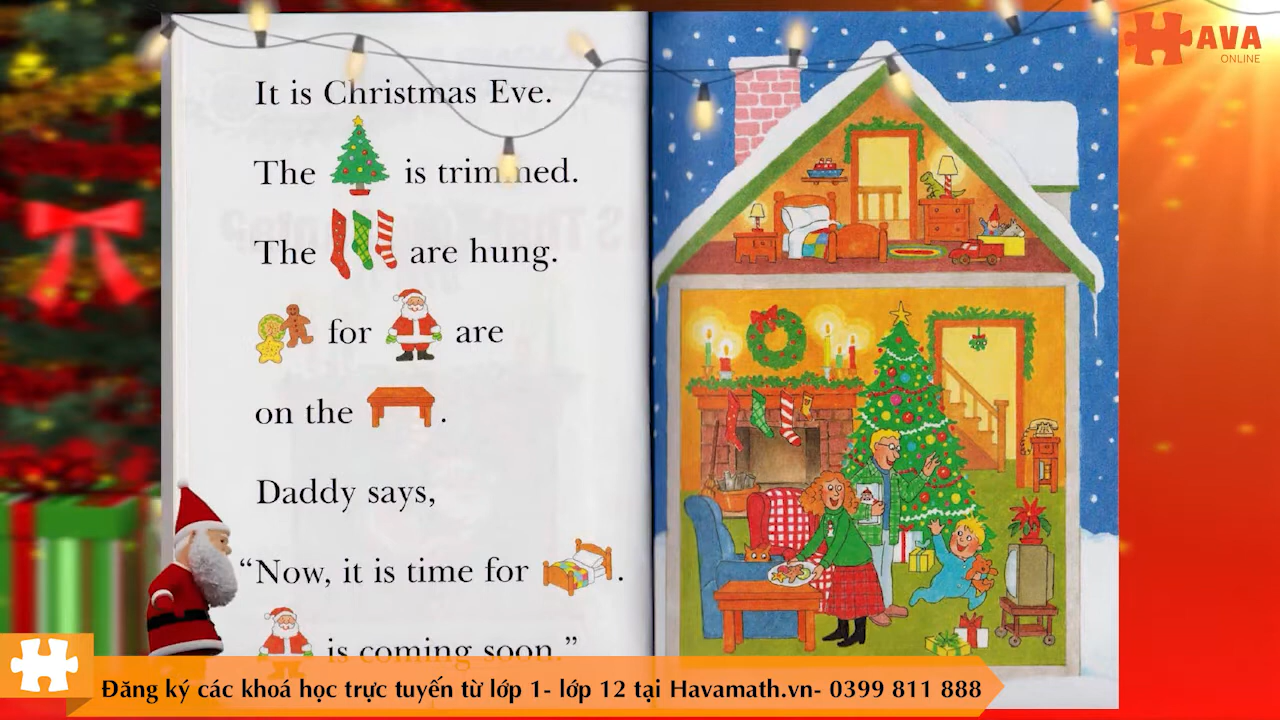 It is Christmas Eve.
The is trimmed.
The are hung.
for are
on the .
Daddy says,
“Now, it is time for .
is coming soon.”
HAVA
ONLINE
Đăng ký các khoá học trực tuyến từ lớp 1- lớp 12 tại Havamath.vn- 0399 811 888